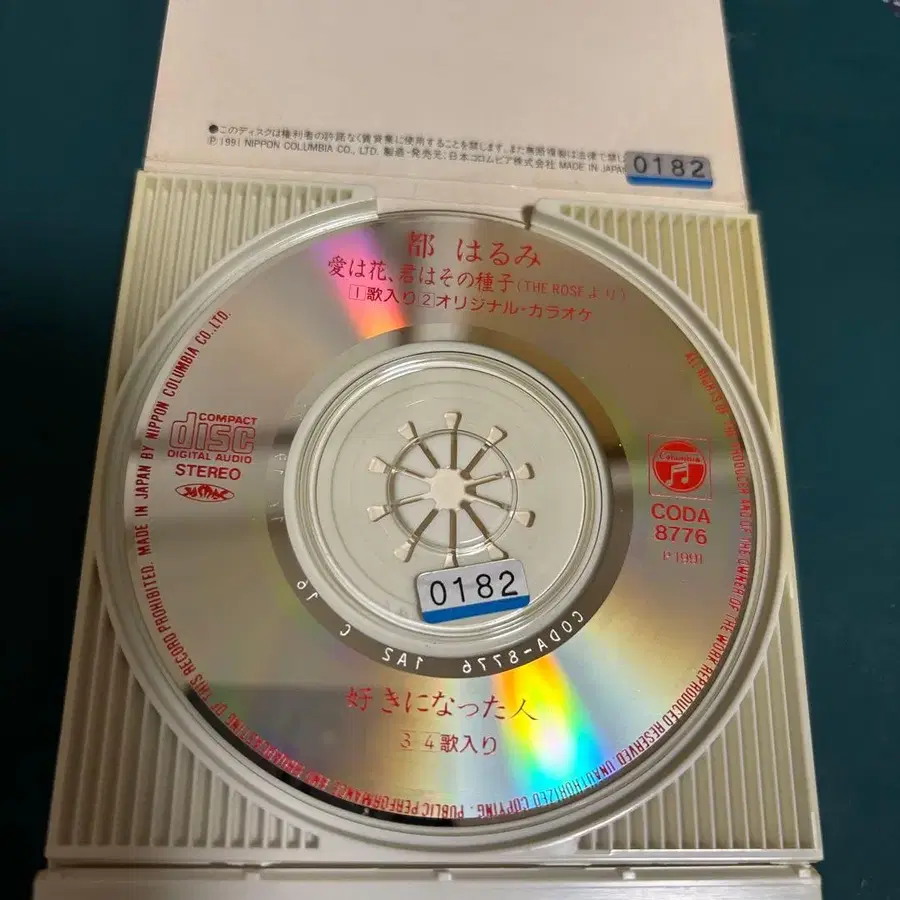 ●このディスクは権利者の許諾なく賃貸業に使用することを禁じます。また無断複製は法律で禁じ
Ⓟ1991 NIPPON COLUMBIA CO., LTD. 製造・発売元:日本コロムビア株式会社 MADE IN JAPAN
0182
都 はるみ
愛は花、君はその種子(THE ROSEより)
1歌入り2オリジナル・カラオケ
COMPACT
disc
DIGITAL AUDIO
STEREO
Columbia
CODA
8776
P1991
0182
CODA-8776 1A2
好きになった人
3-4歌入り
ALL RIGHTS OF THE PRODUCER AND OF THE OWNER OF THE WORK REPRODUCED RESERVED. UNAUTHORIZED COPYING, PUBLIC PERFORMANCE AND BROADCASTING OF THIS RECORD PROHIBITED. MADE IN JAPAN BY NIPPON COLUMBIA CO., LTD.